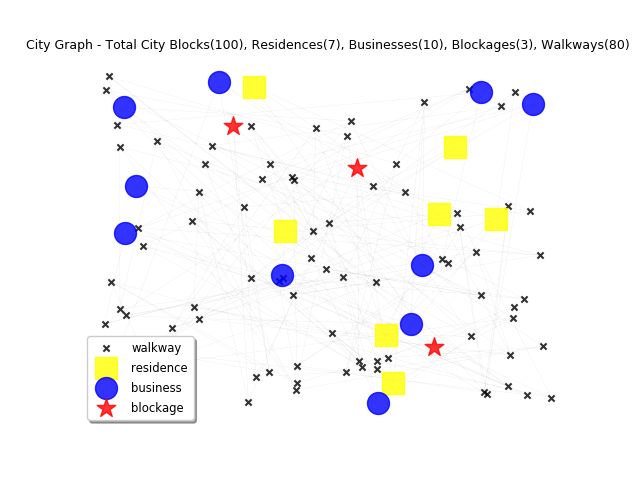 City Graph - Total City Blocks(100), Residences(7), Businesses(10), Blockages(3), Walkways(80)
walkway
residence
business
blockage